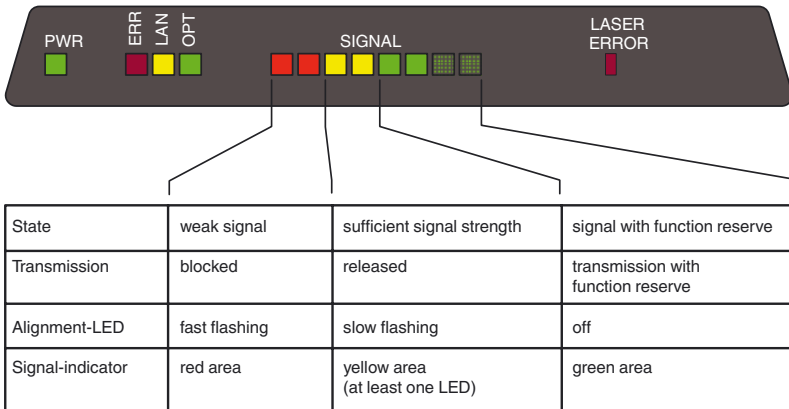 PWR
ERR
LAN
OPT
SIGNAL
LASER
ERROR
State weak signal sufficient signal strength signal with function reserve
Transmission blocked released transmission with
function reserve
Alignment-LED fast flashing slow flashing off
Signal-indicator red area yellow area green area
(at least one LED)